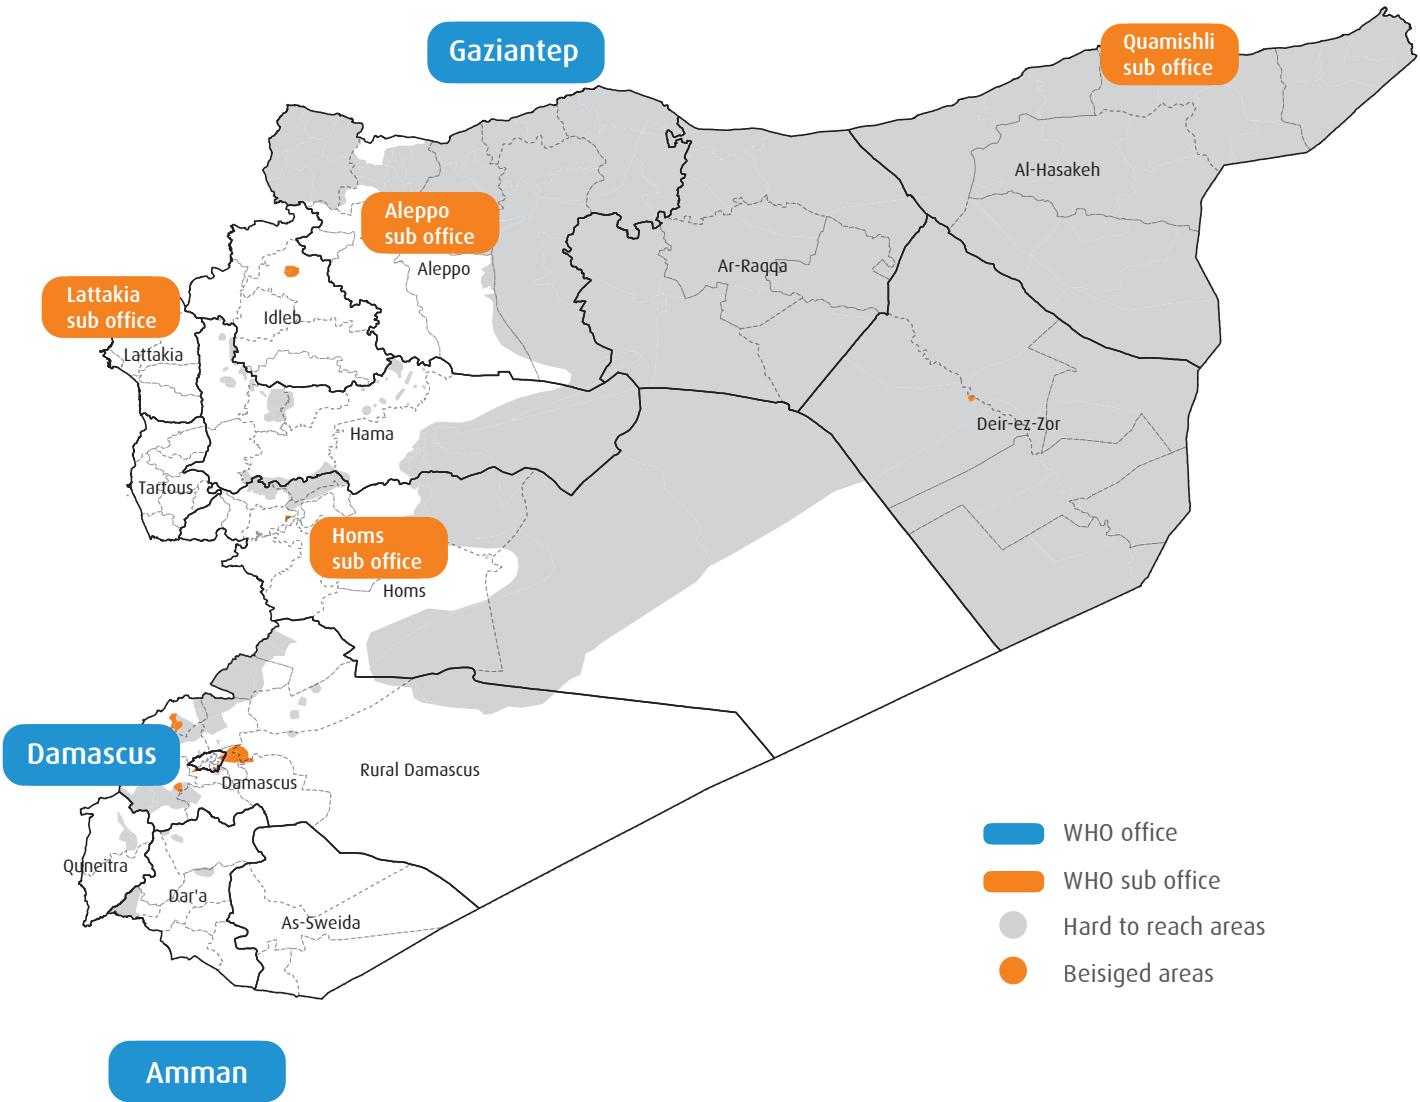 Gaziantep
Quamishli
sub office
Al-Hasakeh
Aleppo
sub office
Aleppo
Ar-Raqqa
Lattakia
sub office
Idleb
Lattakia
Deir-ez-Zor
Hama
Tartous
Homs
sub office
Homs
Damascus
Damascus
Rural Damascus
Quneitra
Dar'a
As-Sweida
WHO office
WHO sub office
Hard to reach areas
Beisiged areas
Amman